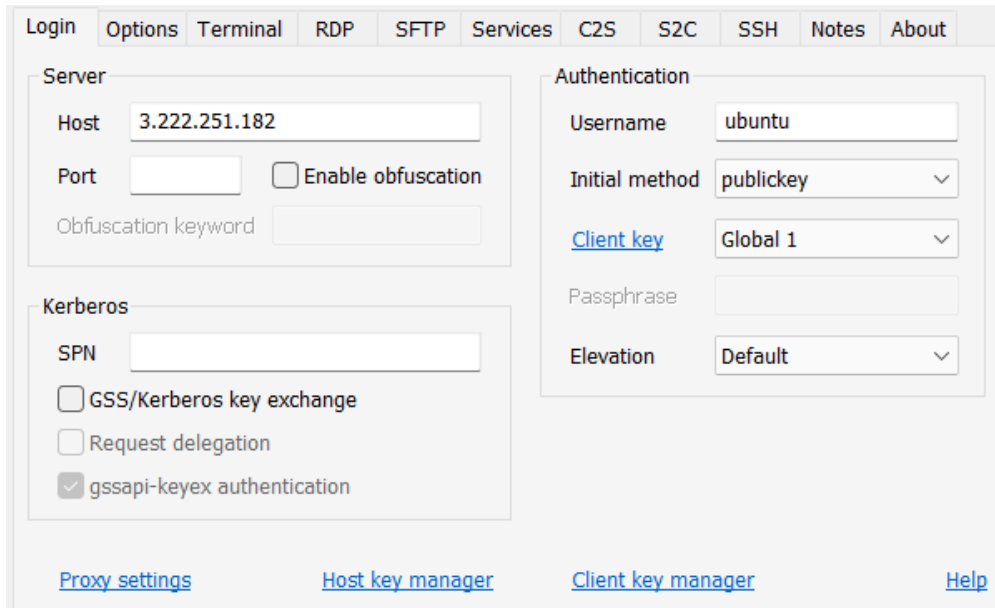 Login Options Terminal RDP SFTP Services C2S S2C SSH Notes About
Server
Host 3.222.251.182
Port Enable obfuscation
Obfuscation keyword
Kerberos
SPN
GSS/Kerberos key exchange
Request delegation
gssapi-keyex authentication
Authentication
Username ubuntu
Initial method publickey
Client key Global 1
Passphrase
Elevation Default
Proxy settings Host key manager Client key manager Help